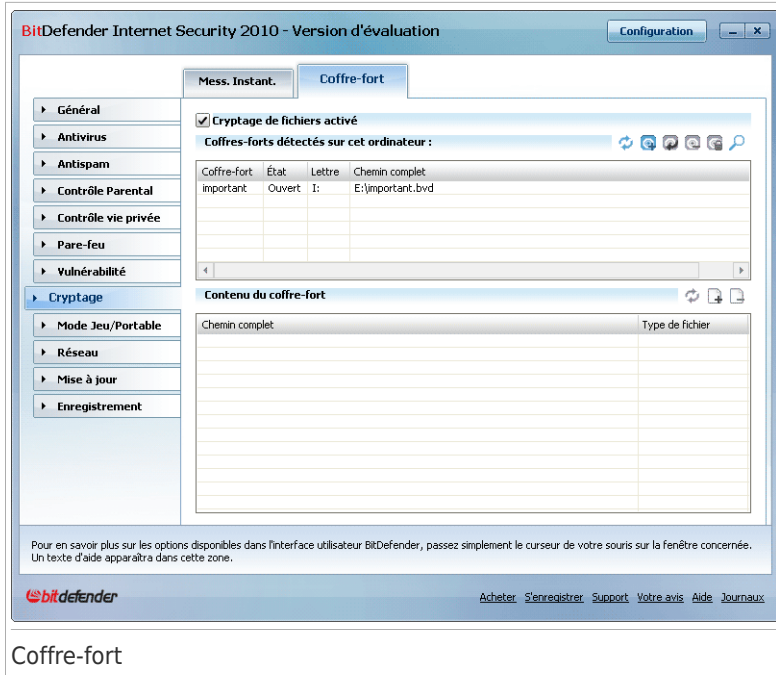 BitDefender Internet Security 2010 - Version d'évaluation
Configuration
Mess. Instant.
Coffre-fort
Général
Antivirus
Antispam
Contrôle Parental
Contrôle vie privée
Pare-feu
Vulnérabilité
Cryptage
Mode Jeu/Portable
Réseau
Mise à jour
Enregistrement
Cryptage de fichiers activé
Coffres-forts détectés sur cet ordinateur :
Coffre-fort État Lettre Chemin complet
important Ouvert I: E:\important.bvd
Contenu du coffre-fort
Chemin complet Type de fichier
Pour en savoir plus sur les options disponibles dans l'interface utilisateur BitDefender, passez simplement le curseur de votre souris sur la fenêtre concernée.
Un texte d'aide apparaîtra dans cette zone.
bitdefender
Acheter S'enregistrer Support Votre avis Aide Journaux
Coffre-fort